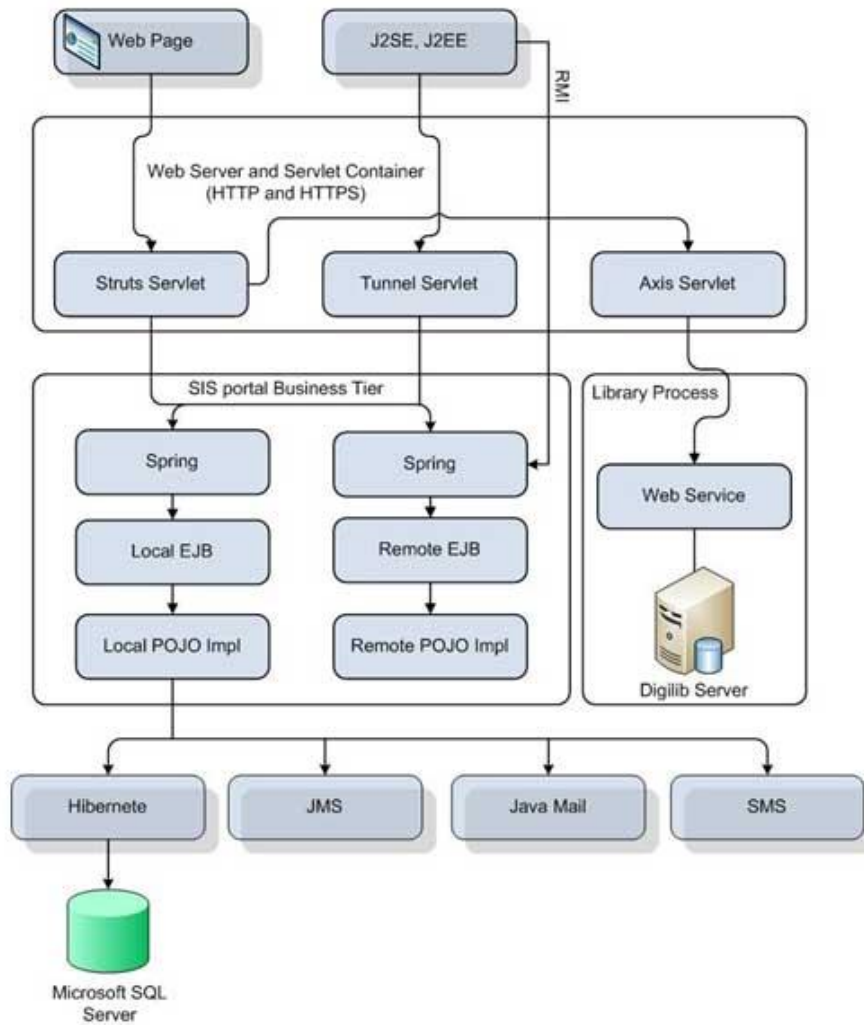 Web Page
J2SE, J2EE
RMI
Web Server and Servlet Container
(HTTP and HTTPS)
Struts Servlet
Tunnel Servlet
Axis Servlet
SIS portal Business Tier
Library Process
Spring
Spring
Web Service
Local EJB
Remote EJB
Local POJO Impl
Remote POJO Impl
Digilib Server
Hibernete
JMS
Java Mail
SMS
Microsoft SQL
Server